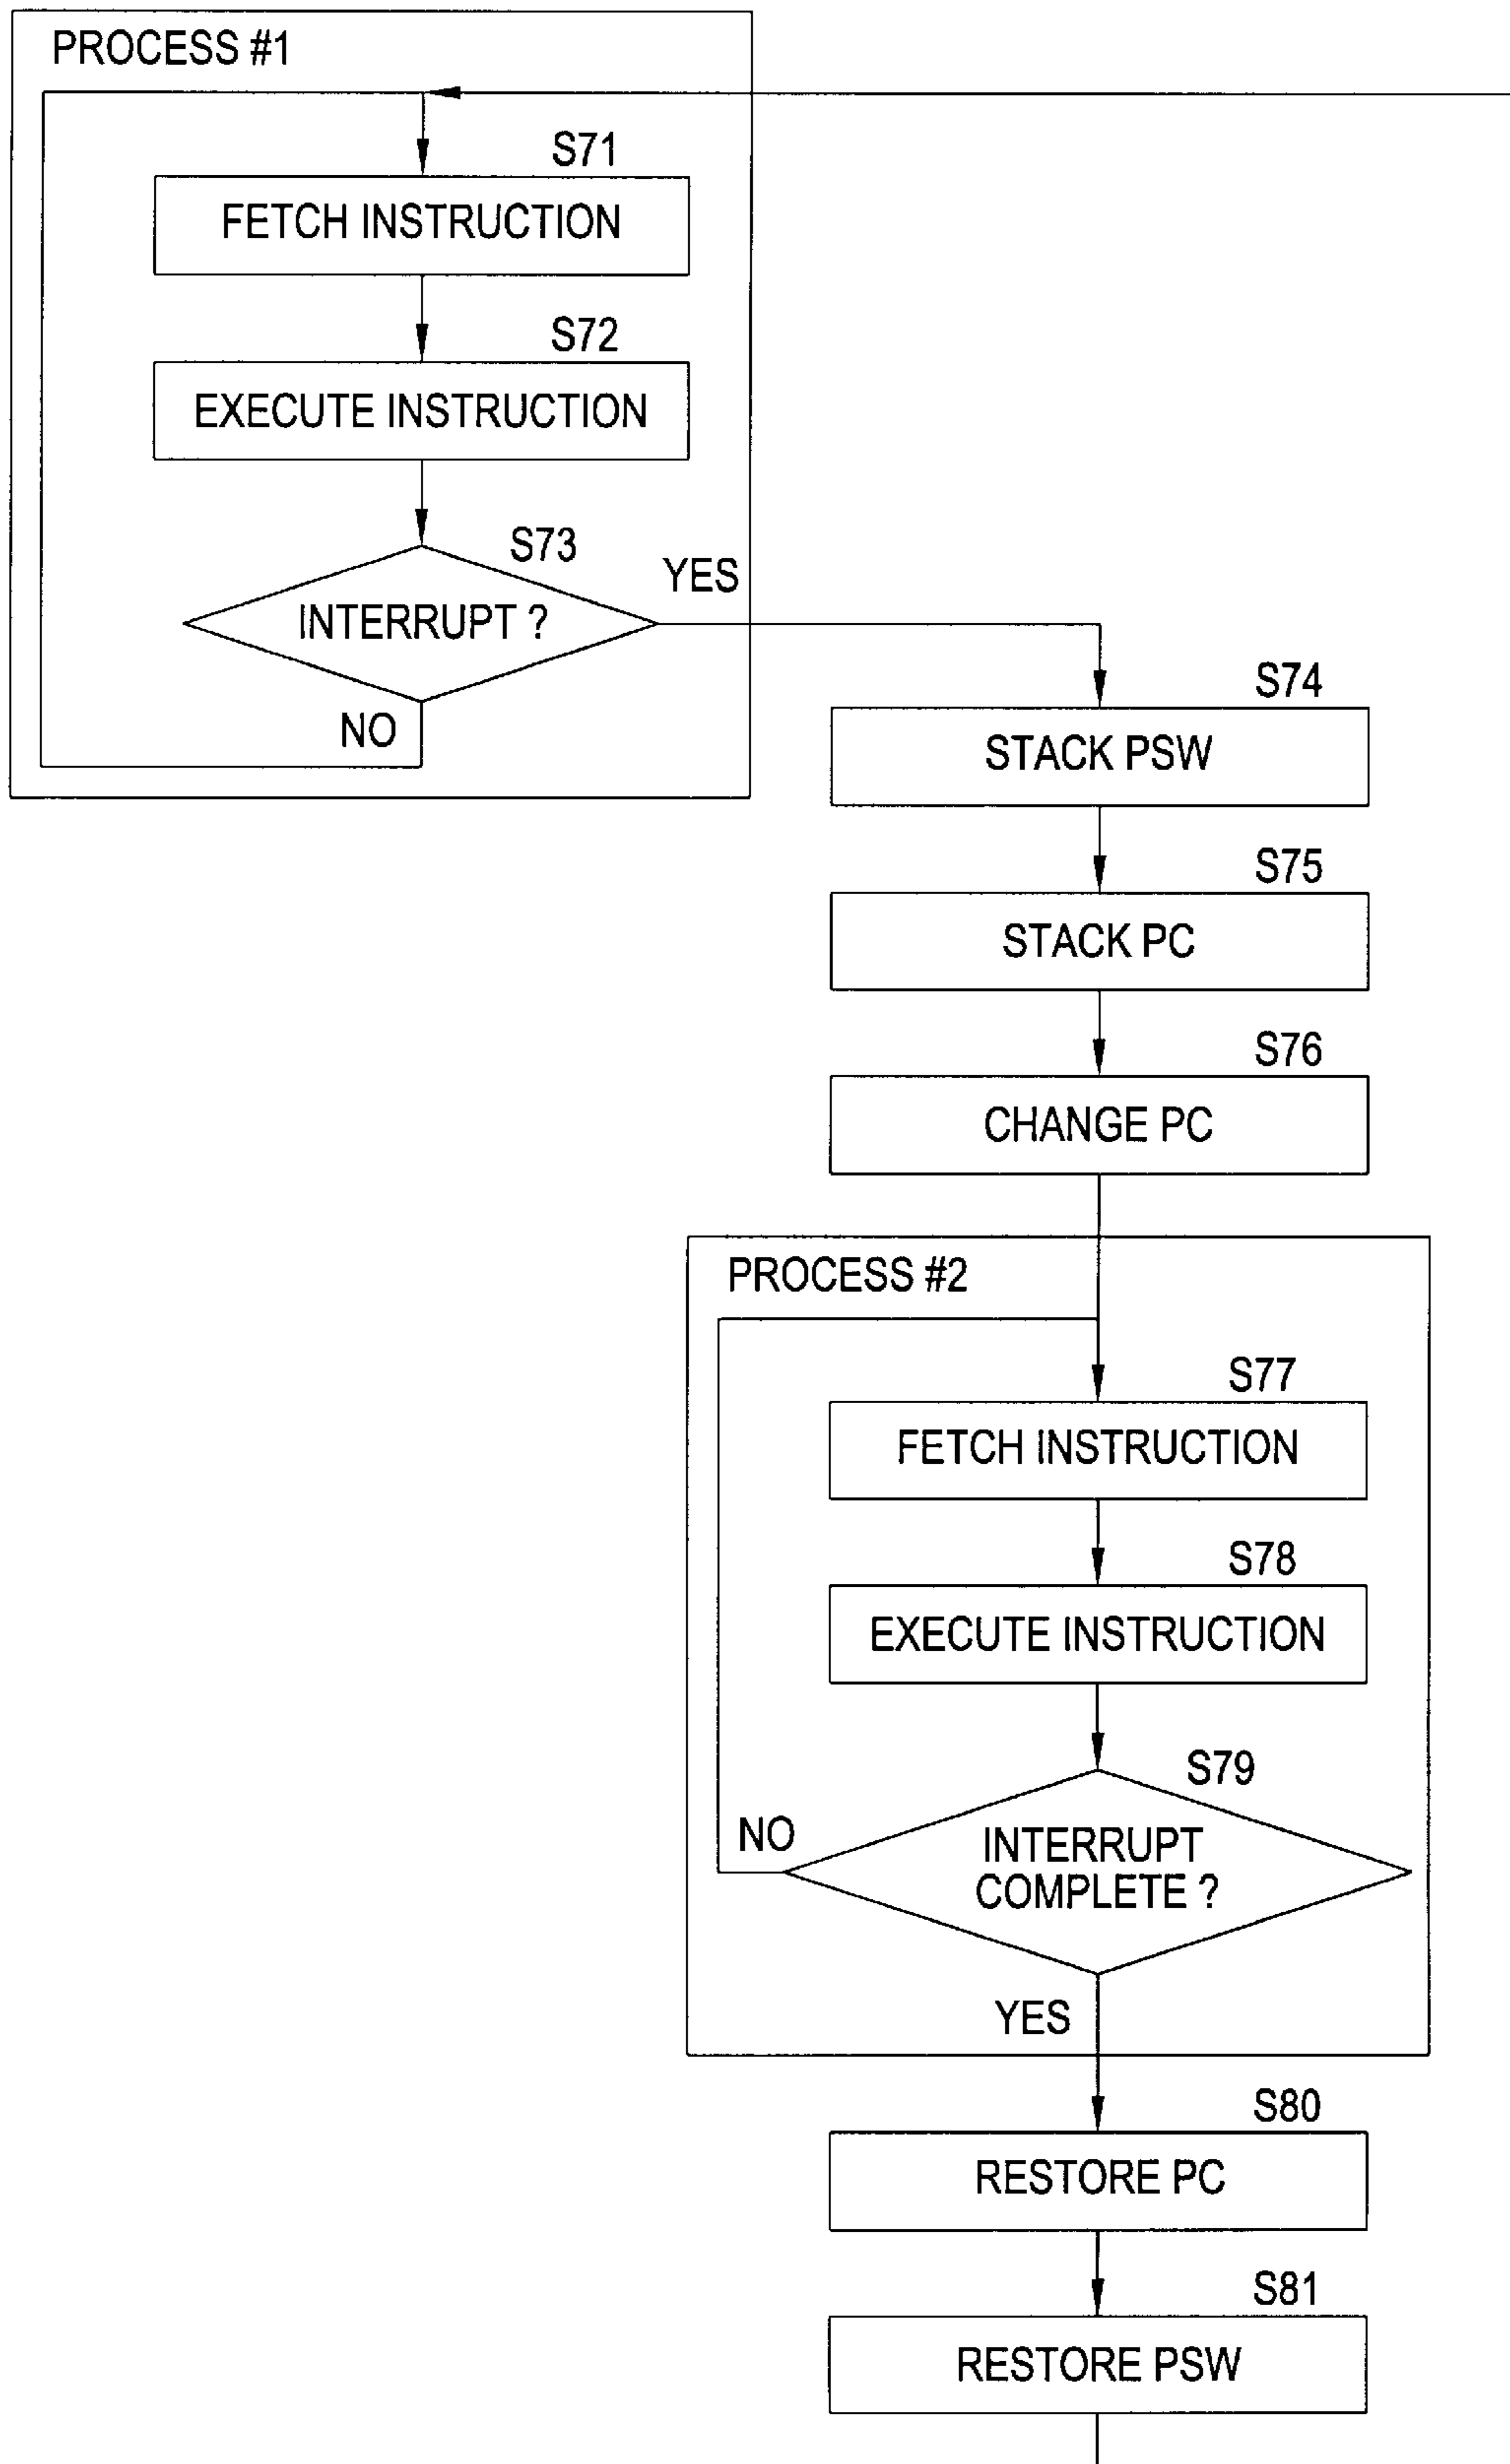 PROCESS #1
S71
FETCH INSTRUCTION
S72
EXECUTE INSTRUCTION
S73
YES
INTERRUPT ?
NO
S74
STACK PSW
S75
STACK PC
S76
CHANGE PC
PROCESS #2
S77
FETCH INSTRUCTION
S78
EXECUTE INSTRUCTION
S79
NO
INTERRUPT
COMPLETE ?
YES
S80
RESTORE PC
S81
RESTORE PSW